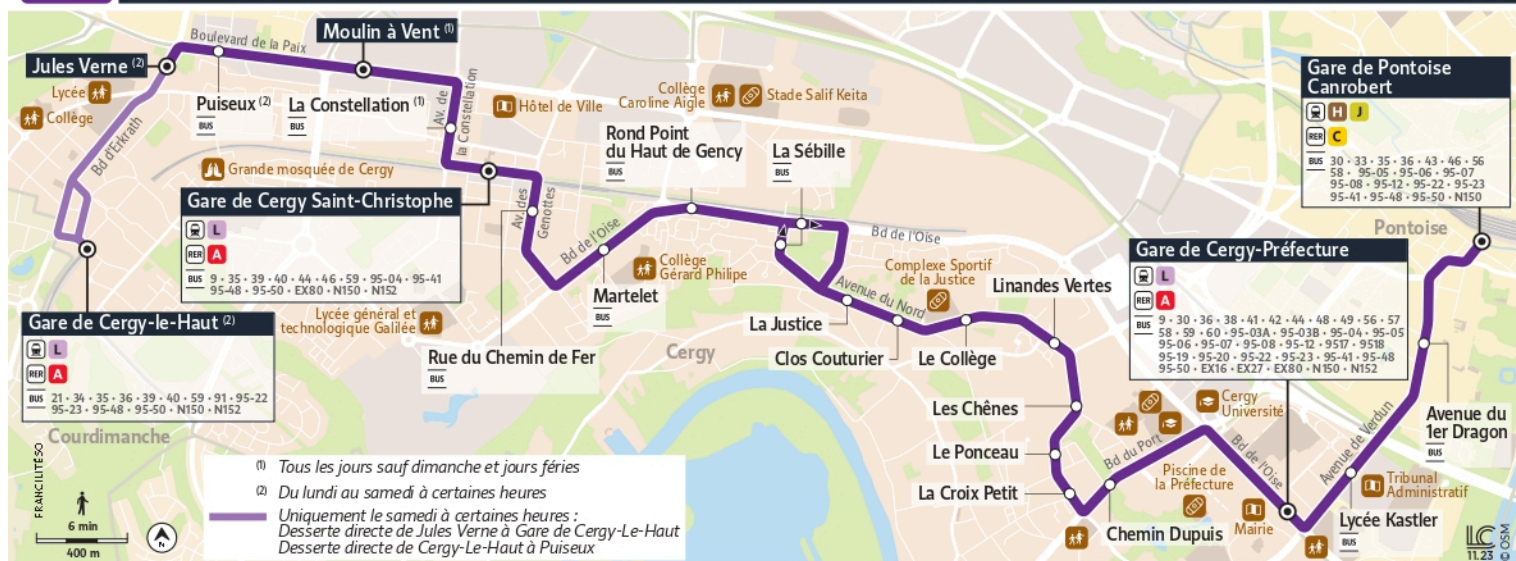 Boulevard de la Paix
Moulin à Vent (1)
Jules Verne (2)
Lycée
Collège
Puiseux (2)
BUS
La Constellation (1)
BUS
Av. de
la Constellation
Hôtel de Ville
Collège
Caroline Aigle
Stade Salif Keita
Bd d'Erkrath
Grande mosquée de Cergy
Rond Point
du Haut de Gency
BUS
La Sébille
BUS
Gare de Pontoise
Canrobert
H J
RER C
BUS 30 • 33 • 35 • 36 • 43 • 46 • 56
58 • 95-05 • 95-06 • 95-07
95-08 • 95-12 • 95-22 • 95-23
95-41 • 95-48 • 95-50 • N150
Pontoise
Gare de Cergy Saint-Christophe
L
RER A
BUS 9 • 35 • 39 • 40 • 44 • 46 • 59 • 95-04 • 95-41
95-48 • 95-50 • EX80 • N150 • N152
Av. des
Genottes
Bd de l'Oise
Bd de l'Oise
Collège
Gérard Philipe
Martelet
BUS
Avenue du Nord
Complexe Sportif
de la Justice
Linandes Vertes
Gare de Cergy-Préfecture
L
RER A
BUS 9 • 30 • 36 • 38 • 41 • 42 • 44 • 48 • 49 • 56 • 57
58 • 59 • 60 • 95-03A • 95-03B • 95-04 • 95-05
95-06 • 95-07 • 95-08 • 95-12 • 9517 • 9518
95-19 • 95-20 • 95-22 • 95-23 • 95-41 • 95-48
95-50 • EX16 • EX27 • EX80 • N150 • N152
Gare de Cergy-le-Haut (2)
L
RER A
BUS 21 • 34 • 35 • 36 • 39 • 40 • 59 • 91 • 95-22
95-23 • 95-48 • 95-50 • N150 • N152
Lycée général et
technologique Galilée
Rue du Chemin de Fer
BUS
Cergy
La Justice
Clos Couturier
Le Collège
Les Chênes
Le Ponceau
La Croix Petit
Bd du Port
Cergy
Université
Bd de l'Oise
Piscine de
la Préfecture
Mairie
Chemin Dupuis
Avenue de Verdun
Avenue du
1er Dragon
BUS
Tribunal
Administratif
Lycée Kastler
BUS
Courdimanche
FRANCILITÉ SO
6 min
400 m
N
(1) Tous les jours sauf dimanche et jours féries
(2) Du lundi au samedi à certaines heures
Uniquement le samedi à certaines heures :
Desserte directe de Jules Verne à Gare de Cergy-Le-Haut
Desserte directe de Cergy-Le-Haut à Puiseux
LC
11.23
© OSM